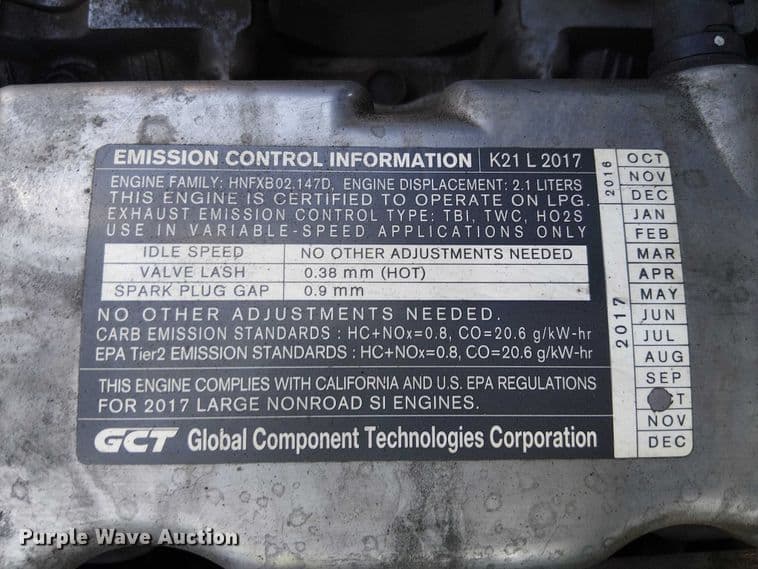 EMISSION CONTROL INFORMATION K21 L 2017
ENGINE FAMILY: HNFXB02.147D, ENGINE DISPLACEMENT: 2.1 LITERS
THIS ENGINE IS CERTIFIED TO OPERATE ON LPG.
EXHAUST EMISSION CONTROL TYPE: TBI, TWC, HO2S
USE IN VARIABLE-SPEED APPLICATIONS ONLY
IDLE SPEED NO OTHER ADJUSTMENTS NEEDED
VALVE LASH 0.38 mm (HOT)
SPARK PLUG GAP 0.9 mm
NO OTHER ADJUSTMENTS NEEDED.
CARB EMISSION STANDARDS : HC+NOx=0.8, CO=20.6 g/kW-hr
EPA Tier2 EMISSION STANDARDS : HC+NOx=0.8, CO=20.6 g/kW-hr
THIS ENGINE COMPLIES WITH CALIFORNIA AND U.S. EPA REGULATIONS
FOR 2017 LARGE NONROAD SI ENGINES.
GCT Global Component Technologies Corporation
2016
OCT
NOV
DEC
2017
JAN
FEB
MAR
APR
MAY
JUN
JUL
AUG
SEP
NOV
DEC
Purple Wave Auction